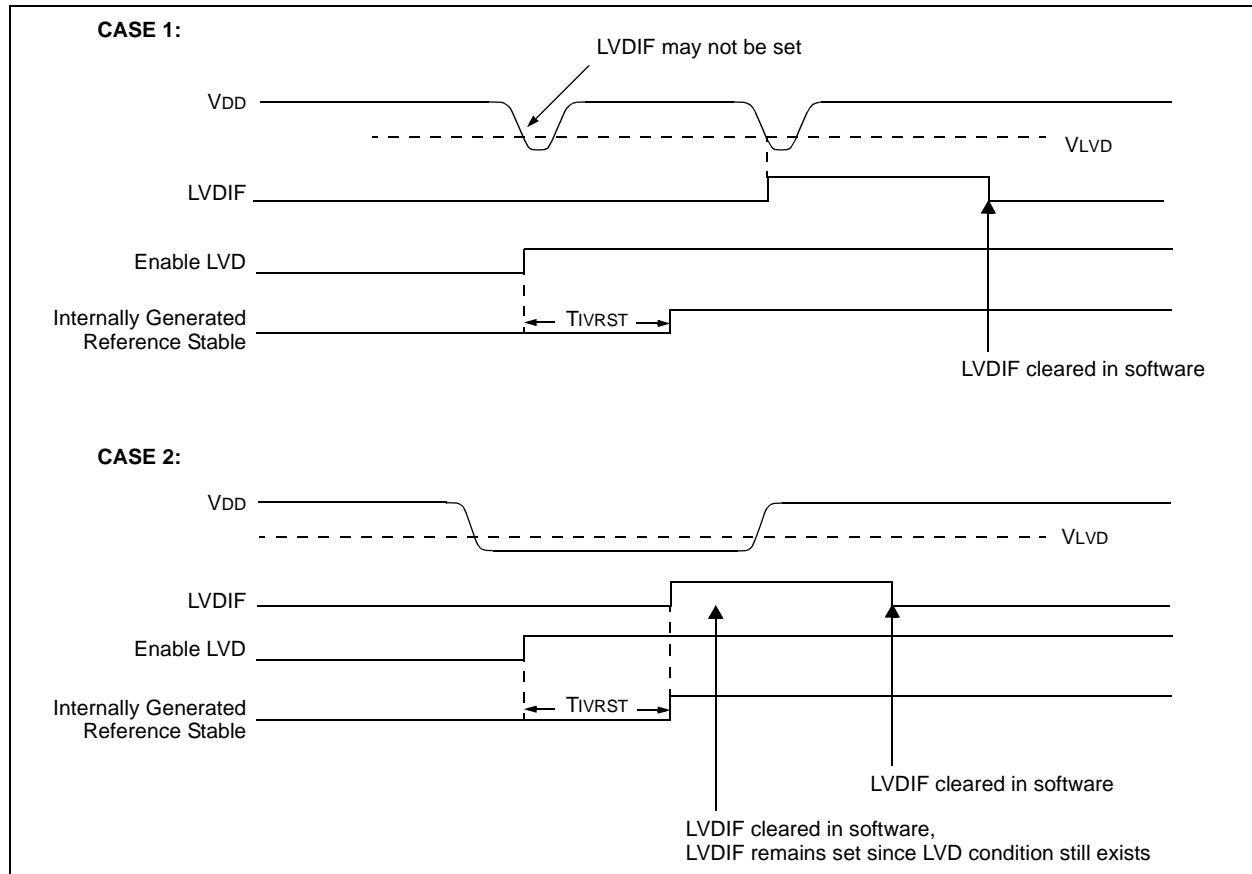 CASE 1:
LVDIF may not be set
VDD
VLVD
LVDIF
Enable LVD
TIVRST
Internally Generated
Reference Stable
LVDIF cleared in software
CASE 2:
VDD
VLVD
LVDIF
Enable LVD
TIVRST
Internally Generated
Reference Stable
LVDIF cleared in software
LVDIF cleared in software,
LVDIF remains set since LVD condition still exists